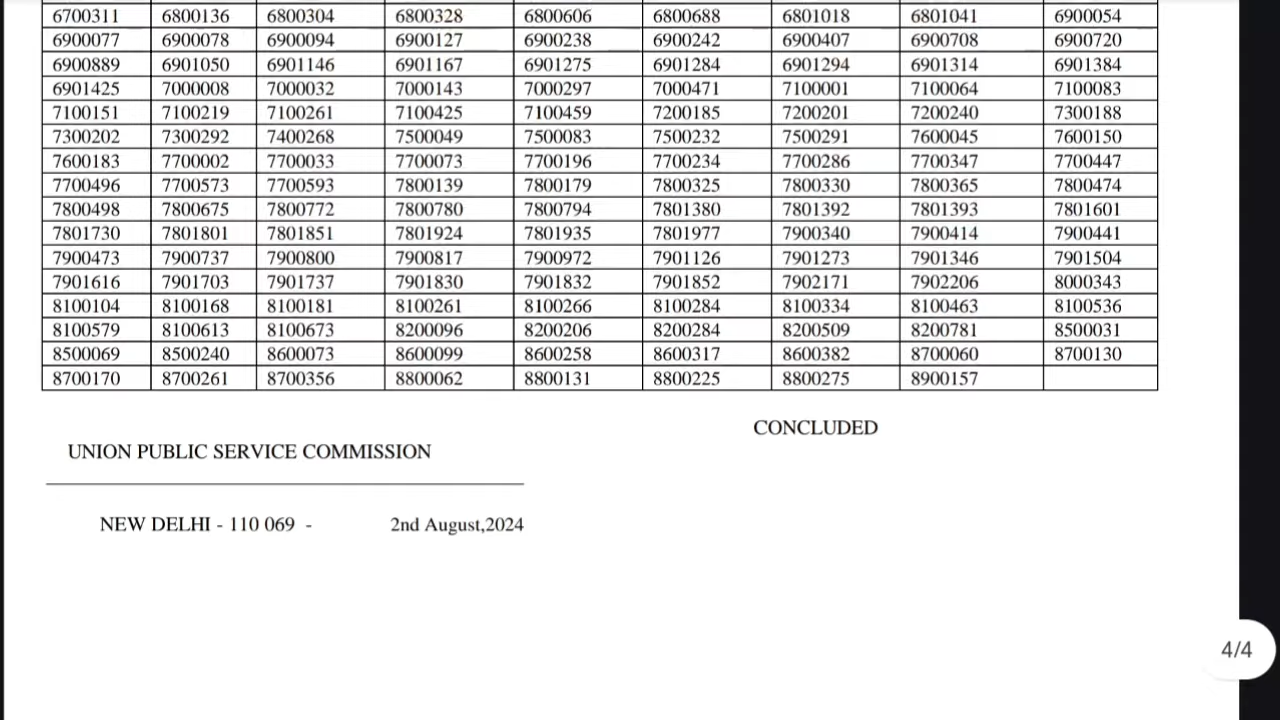 6700311 6800136 6800304 6800328 6800606 6800688 6801018 6801041 6900054
6900077 6900078 6900094 6900127 6900238 6900242 6900407 6900708 6900720
6900889 6901050 6901146 6901167 6901275 6901284 6901294 6901314 6901384
6901425 7000008 7000032 7000143 7000297 7000471 7100001 7100064 7100083
7100151 7100219 7100261 7100425 7100459 7200185 7200201 7200240 7300188
7300202 7300292 7400268 7500049 7500083 7500232 7500291 7600045 7600150
7600183 7700002 7700033 7700073 7700196 7700234 7700286 7700347 7700447
7700496 7700573 7700593 7800139 7800179 7800325 7800330 7800365 7800474
7800498 7800675 7800772 7800780 7800794 7801380 7801392 7801393 7801601
7801730 7801801 7801851 7801924 7801935 7801977 7900340 7900414 7900441
7900473 7900737 7900800 7900817 7900972 7901126 7901273 7901346 7901504
7901616 7901703 7901737 7901830 7901832 7901852 7902171 7902206 8000343
8100104 8100168 8100181 8100261 8100266 8100284 8100334 8100463 8100536
8100579 8100613 8100673 8200096 8200206 8200284 8200509 8200781 8500031
8500069 8500240 8600073 8600099 8600258 8600317 8600382 8700060 8700130
8700170 8700261 8700356 8800062 8800131 8800225 8800275 8900157
CONCLUDED
UNION PUBLIC SERVICE COMMISSION
NEW DELHI - 110 069 - 2nd August,2024
4/4